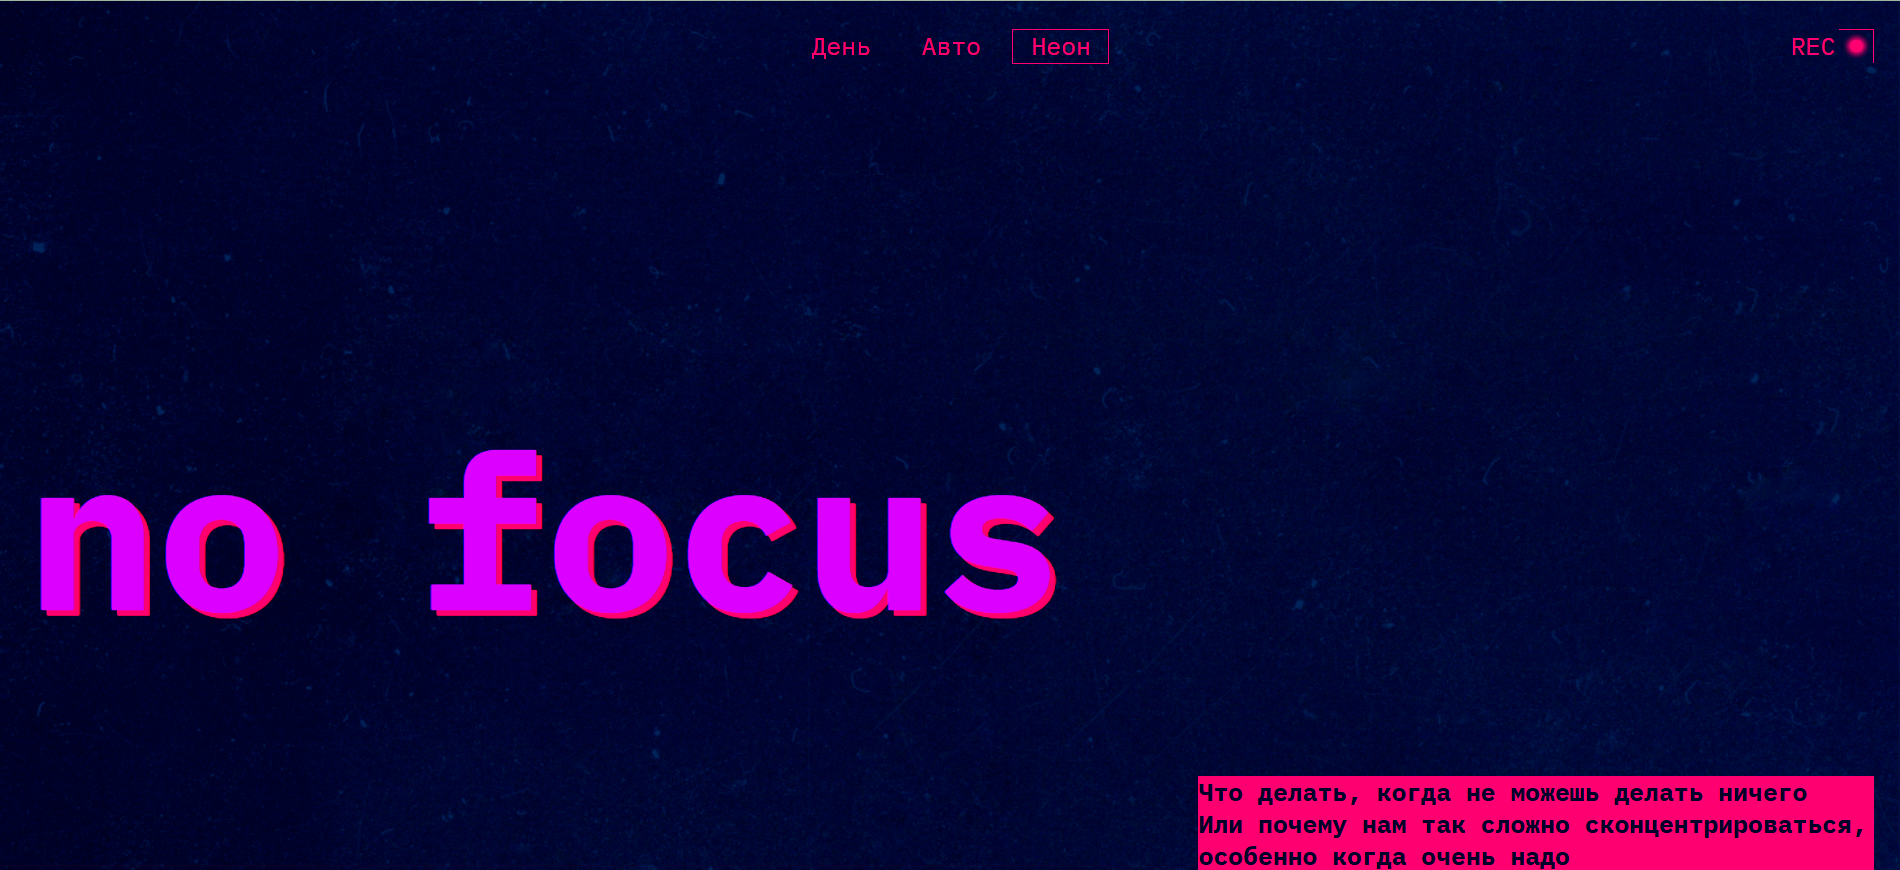 День Авто Неон REC
no focus
Что делать, когда не можешь делать ничего
Или почему нам так сложно сконцентрироваться,
особенно когда очень надо